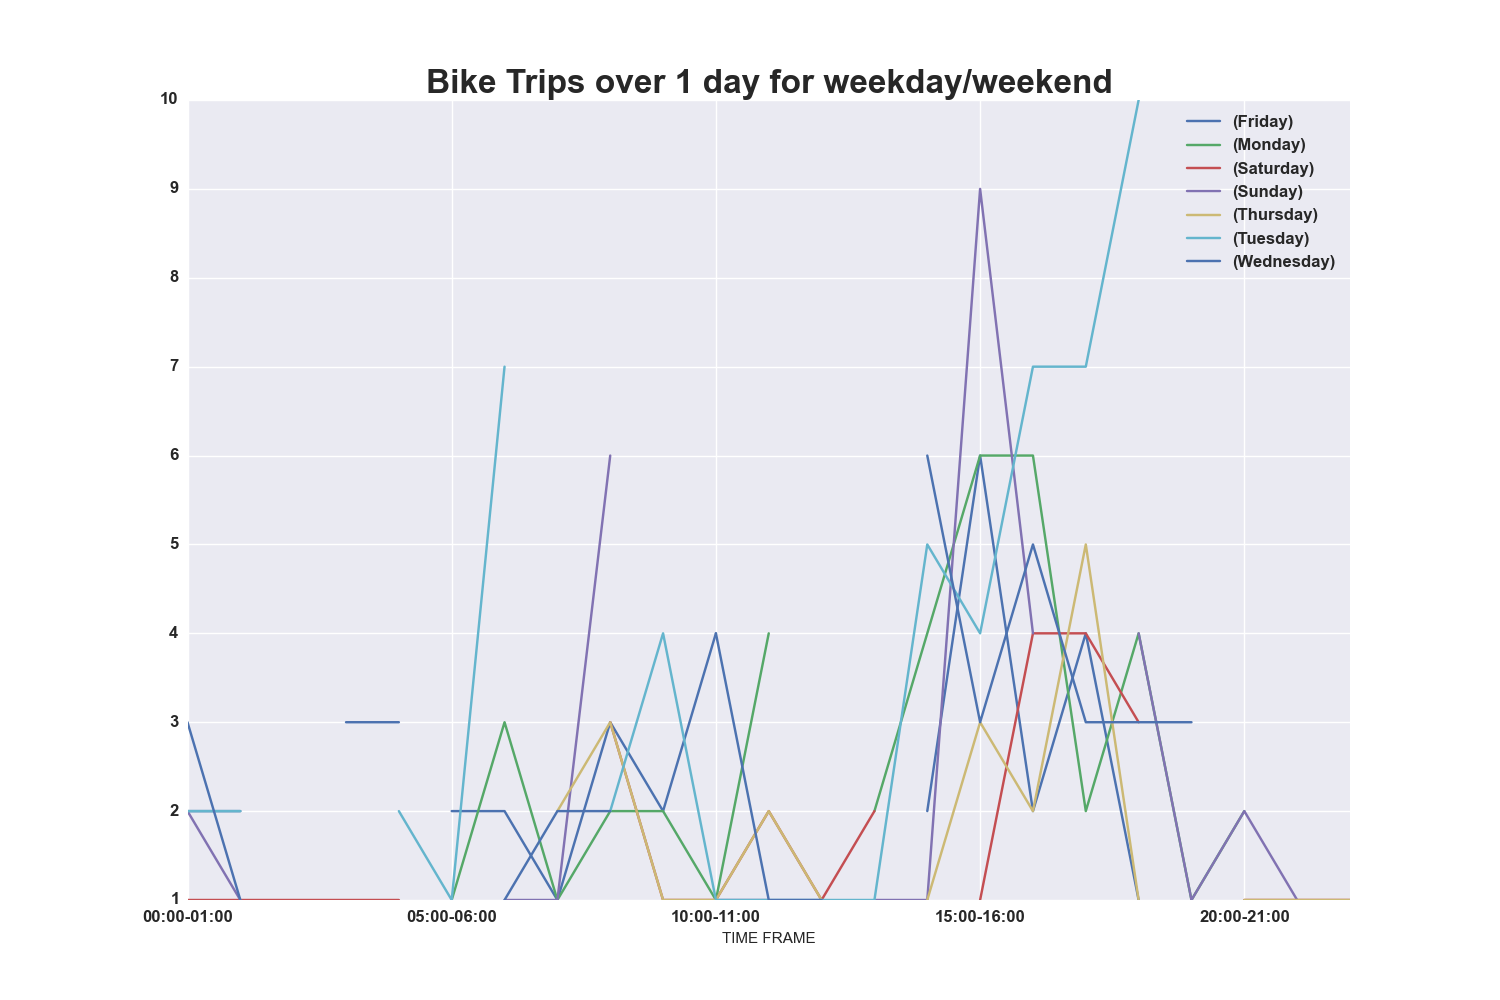 Bike Trips over 1 day for weekday/weekend
10
9
8
7
6
5
4
3
2
1
(Friday)
(Monday)
(Saturday)
(Sunday)
(Thursday)
(Tuesday)
(Wednesday)
00:00-01:00 05:00-06:00 10:00-11:00 15:00-16:00 20:00-21:00
TIME FRAME